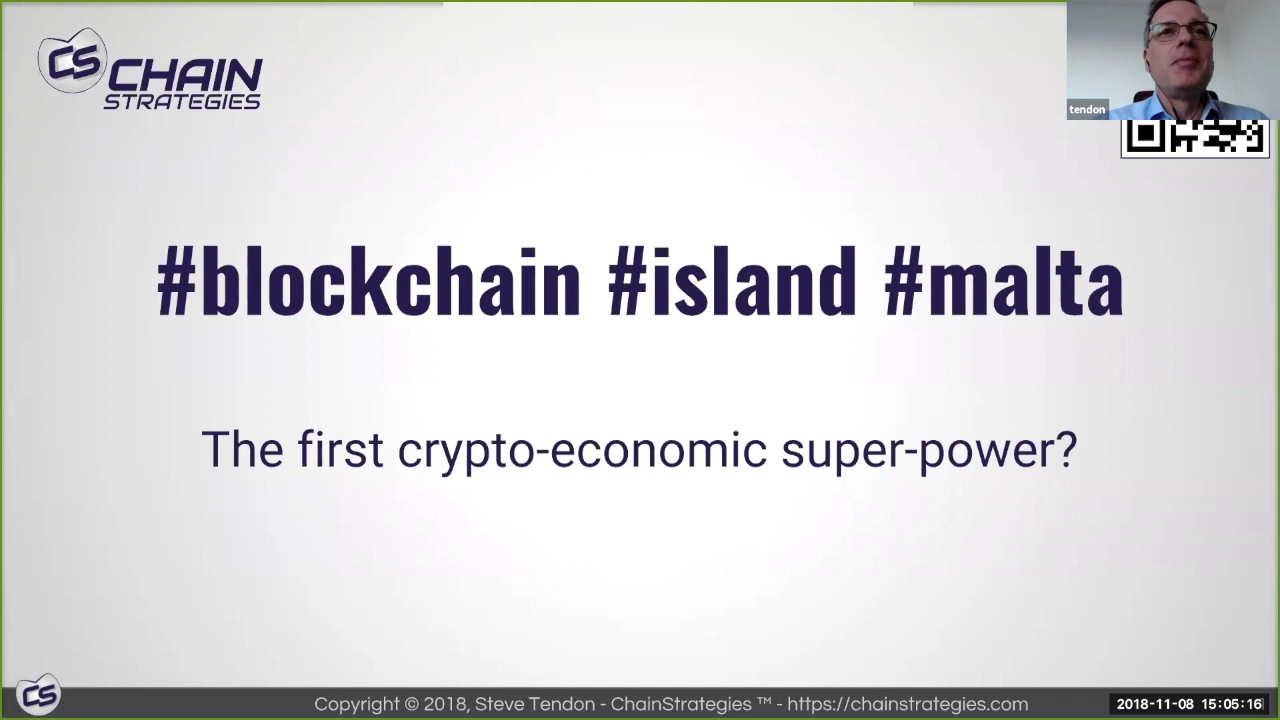 CS CHAIN
STRATEGIES
tendon
#blockchain #island #malta
The first crypto-economic super-power?
CS
Copyright © 2018, Steve Tendon - ChainStrategies ™ - https://chainstrategies.com
2018-11-08 15:05:16